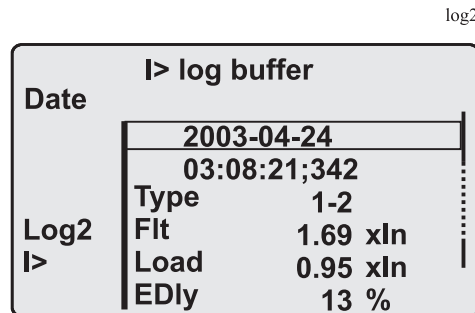 log2
I> log buffer
Date
2003-04-24
03:08:21;342
Type 1-2
Log2 Flt 1.69 xIn
I> Load 0.95 xIn
EDly 13 %